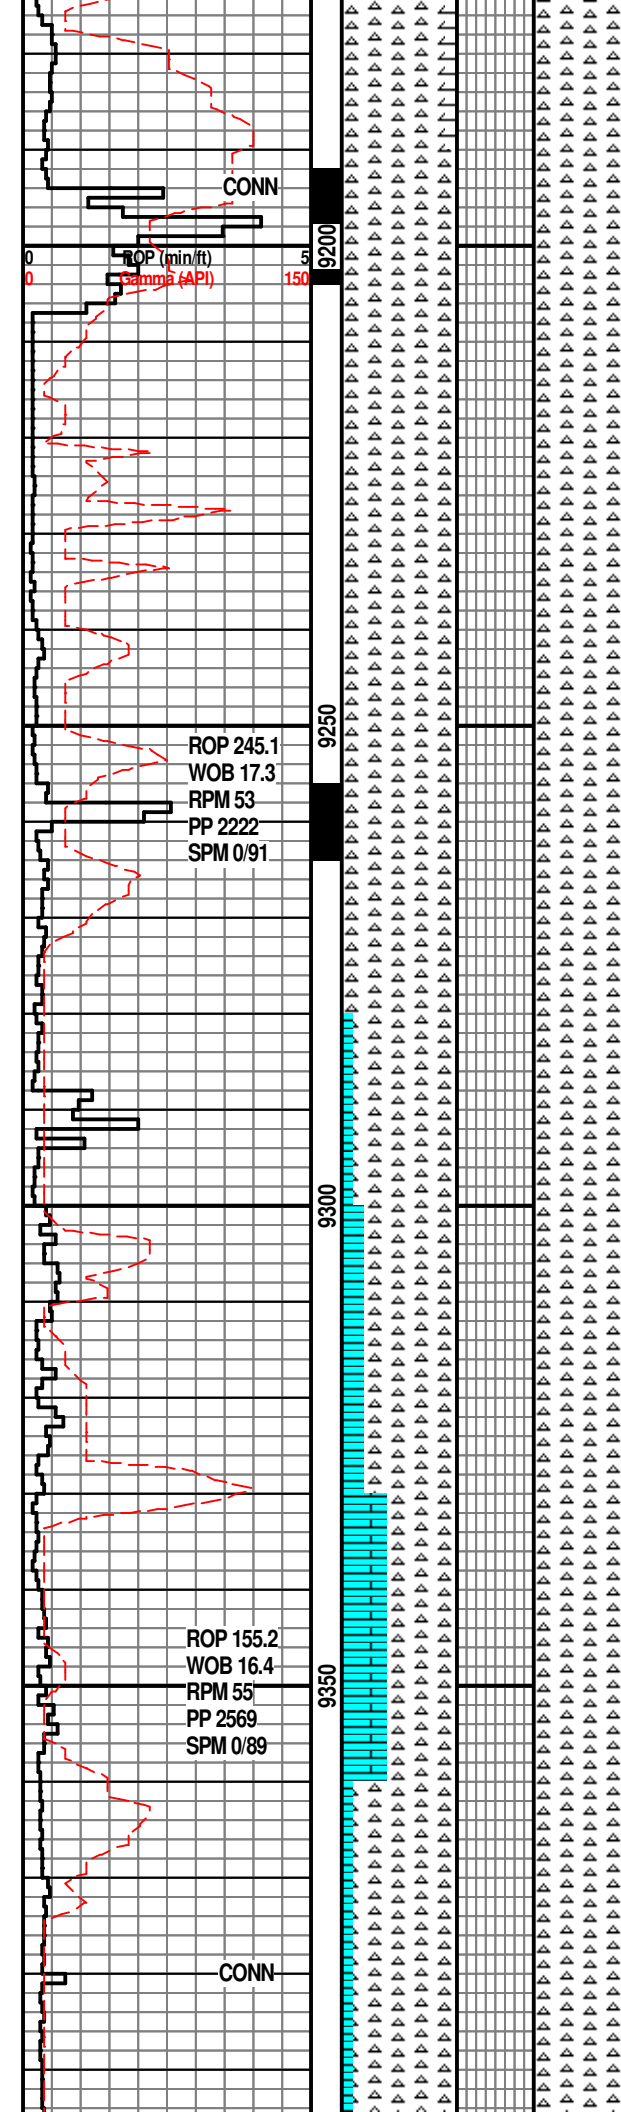 CONN
9200
0 ROP (min/ft) 5
0 Gamma (API) 150
9250
ROP 245.1
WOB 17.3
RPM 53
PP 2222
SPM 0/91
9300
ROP 155.2
WOB 16.4
RPM 55
PP 2569
SPM 0/89
9350
CONN